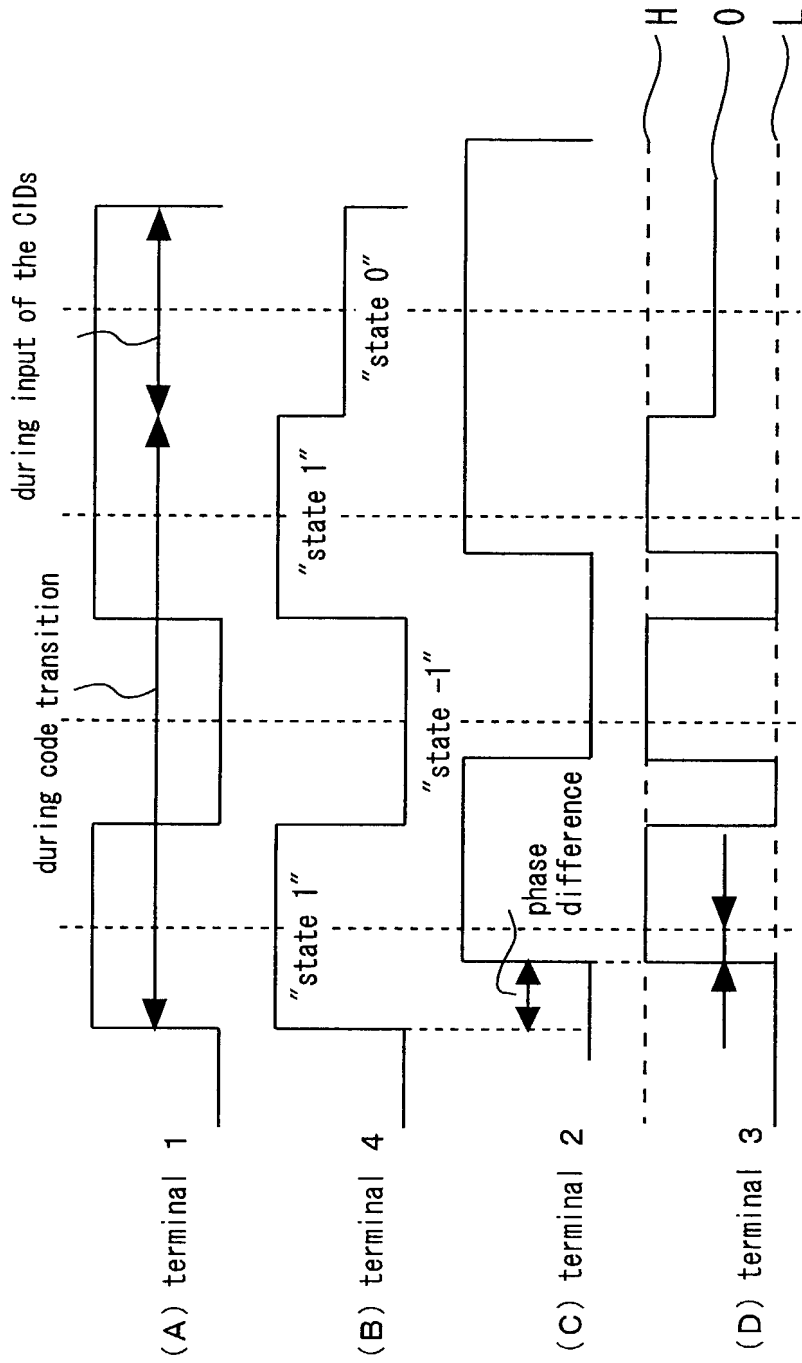 during code transition
during input of the CIDs
(A) terminal 1
(B) terminal 4
"state 1"
"state -1"
"state 1"
"state 0"
(C) terminal 2
phase
difference
(D) terminal 3
H
0
L